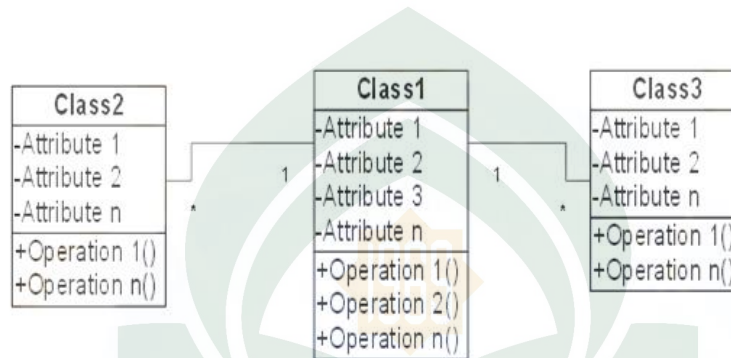 Class2
-Attribute 1
-Attribute 2
-Attribute n
+Operation 1()
+Operation n()
*
1
Class1
-Attribute 1
-Attribute 2
-Attribute 3
-Attribute n
+Operation 1()
+Operation 2()
+Operation n()
1
*
Class3
-Attribute 1
-Attribute 2
-Attribute n
+Operation 1()
+Operation n()